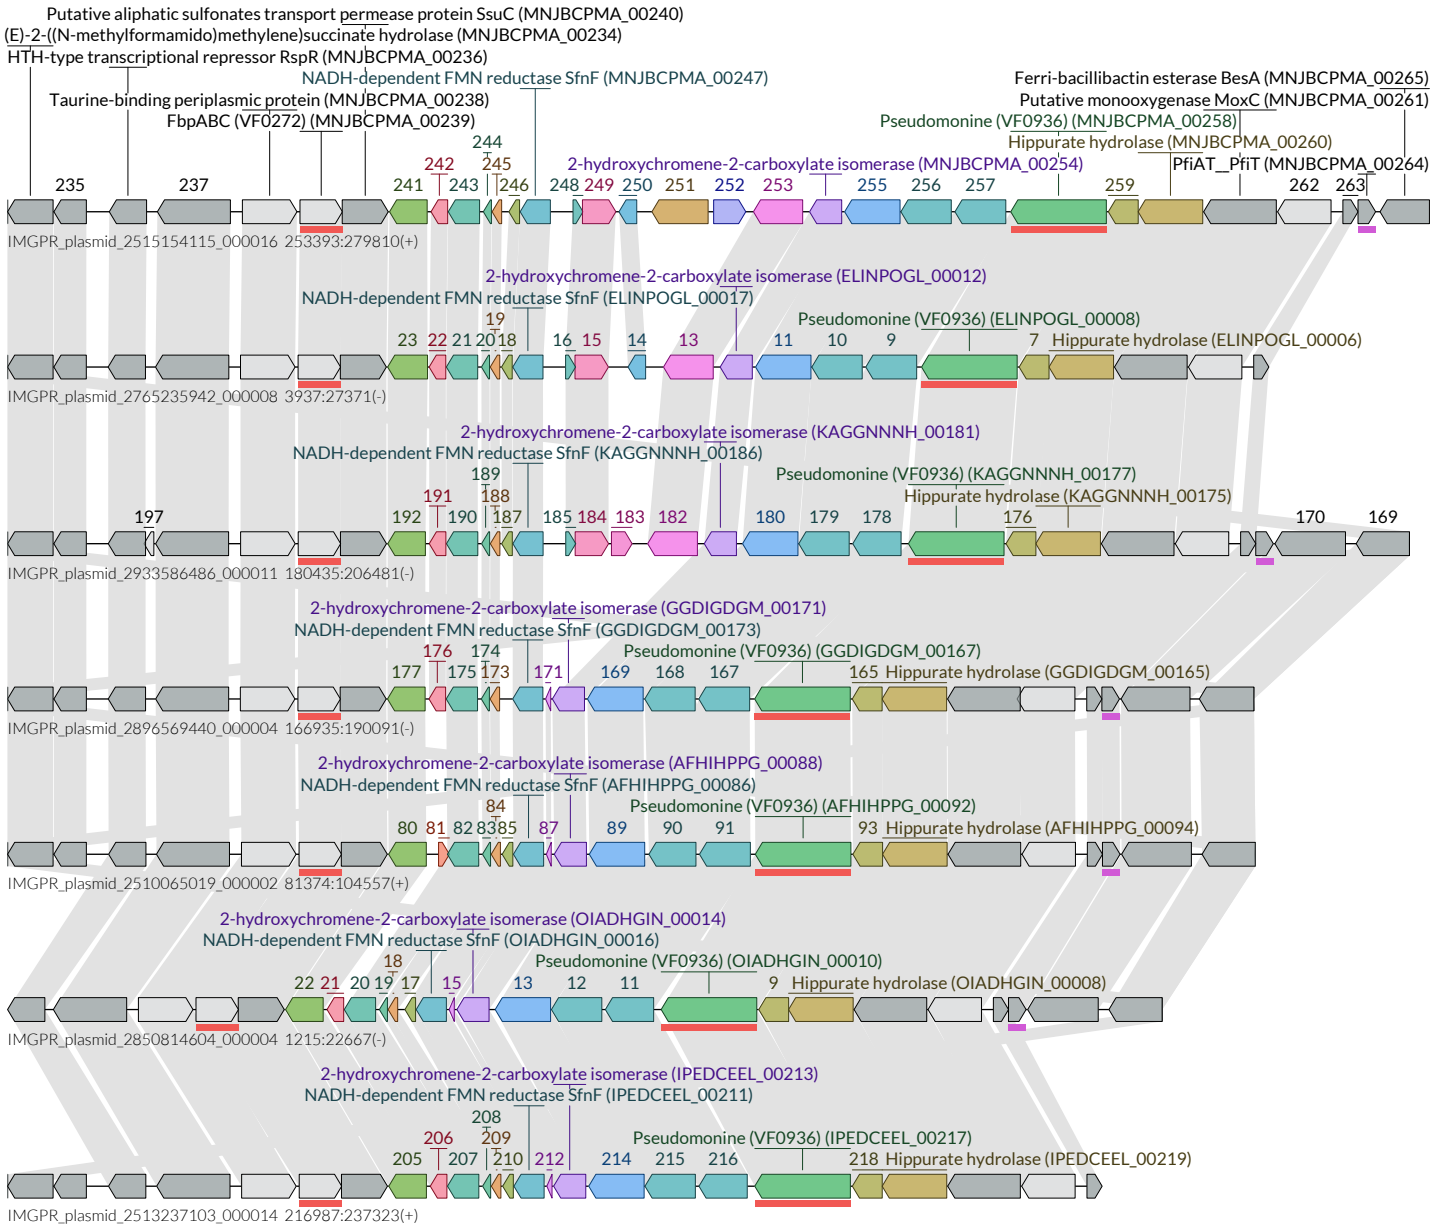 Putative aliphatic sulfonates transport permease protein SsuC (MNJBCPMA_00240)
(E)-2-((N-methylformamido)methylene)succinate hydrolase (MNJBCPMA_00234)
HTH-type transcriptional repressor RspR (MNJBCPMA_00236)
NADH-dependent FMN reductase SfnF (MNJBCPMA_00247) Ferri-bacillibactin esterase BesA (MNJBCPMA_00265)
Taurine-binding periplasmic protein (MNJBCPMA_00238) Putative monooxygenase MoxC (MNJBCPMA_00261)
FbpABC (VF0272) (MNJBCPMA_00239) Pseudomonine (VF0936) (MNJBCPMA_00258)
244 Hippurate hydrolase (MNJBCPMA_00260)
242 245 2-hydroxychromene-2-carboxylate isomerase (MNJBCPMA_00254) PfiAT__PfiT (MNJBCPMA_00264)
235 237 241 243 246 248 249 250 251 252 253 255 256 257 259 262 263
IMGPR_plasmid_2515154115_000016 253393:279810(+)
2-hydroxychromene-2-carboxylate isomerase (ELINPOGL_00012)
NADH-dependent FMN reductase SfnF (ELINPOGL_00017)
19 Pseudomonine (VF0936) (ELINPOGL_00008)
23 22 21 20 18 16 15 14 13 11 10 9 7 Hippurate hydrolase (ELINPOGL_00006)
IMGPR_plasmid_2765235942_000008 3937:27371(-)
2-hydroxychromene-2-carboxylate isomerase (KAGGNNNH_00181)
NADH-dependent FMN reductase SfnF (KAGGNNNH_00186)
189 Pseudomonine (VF0936) (KAGGNNNH_00177)
191 188 Hippurate hydrolase (KAGGNNNH_00175)
197 192 190 187 185 184 183 182 180 179 178 176 170 169
IMGPR_plasmid_2933586486_000011 180435:206481(-)
2-hydroxychromene-2-carboxylate isomerase (GGDIGDGM_00171)
NADH-dependent FMN reductase SfnF (GGDIGDGM_00173)
176 174 Pseudomonine (VF0936) (GGDIGDGM_00167)
177 175 173 171 169 168 167 165 Hippurate hydrolase (GGDIGDGM_00165)
IMGPR_plasmid_2896569440_000004 166935:190091(-)
2-hydroxychromene-2-carboxylate isomerase (AFHIHPPG_00088)
NADH-dependent FMN reductase SfnF (AFHIHPPG_00086)
84 Pseudomonine (VF0936) (AFHIHPPG_00092)
80 81 82 83 85 87 89 90 91 93 Hippurate hydrolase (AFHIHPPG_00094)
IMGPR_plasmid_2510065019_000002 81374:104557(+)
2-hydroxychromene-2-carboxylate isomerase (OIADHGIN_00014)
NADH-dependent FMN reductase SfnF (OIADHGIN_00016)
18 Pseudomonine (VF0936) (OIADHGIN_00010)
22 21 20 19 17 15 13 12 11 9 Hippurate hydrolase (OIADHGIN_00008)
IMGPR_plasmid_2850814604_000004 1215:22667(-)
2-hydroxychromene-2-carboxylate isomerase (IPEDCEEL_00213)
NADH-dependent FMN reductase SfnF (IPEDCEEL_00211)
208
206 209 Pseudomonine (VF0936) (IPEDCEEL_00217)
205 207 210 212 214 215 216 218 Hippurate hydrolase (IPEDCEEL_00219)
IMGPR_plasmid_2513237103_000014 216987:237323(+)